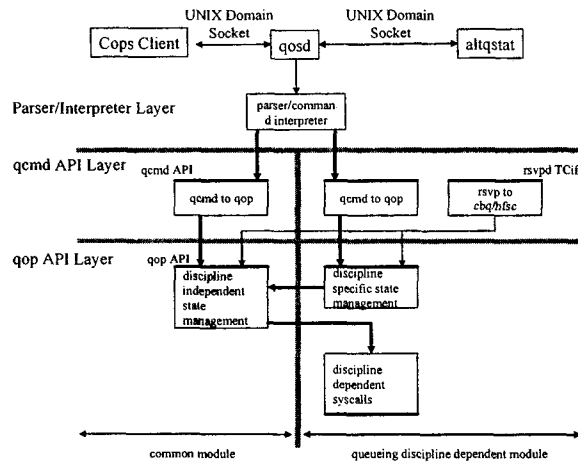 UNIX Domain
Socket
UNIX Domain
Socket
Cops Client
qosd
altqstat
Parser/Interpreter Layer
parser/comman
d interpreter
qcmd API Layer
qcmd API
rsvpd TCif
qcmd to qop
qcmd to qop
rsvp to
cbq/hfsc
qop API Layer
qop API
discipline
independent
state
management
discipline
specific state
management
discipline
dependent
syscalls
common module
queueing discipline dependent module